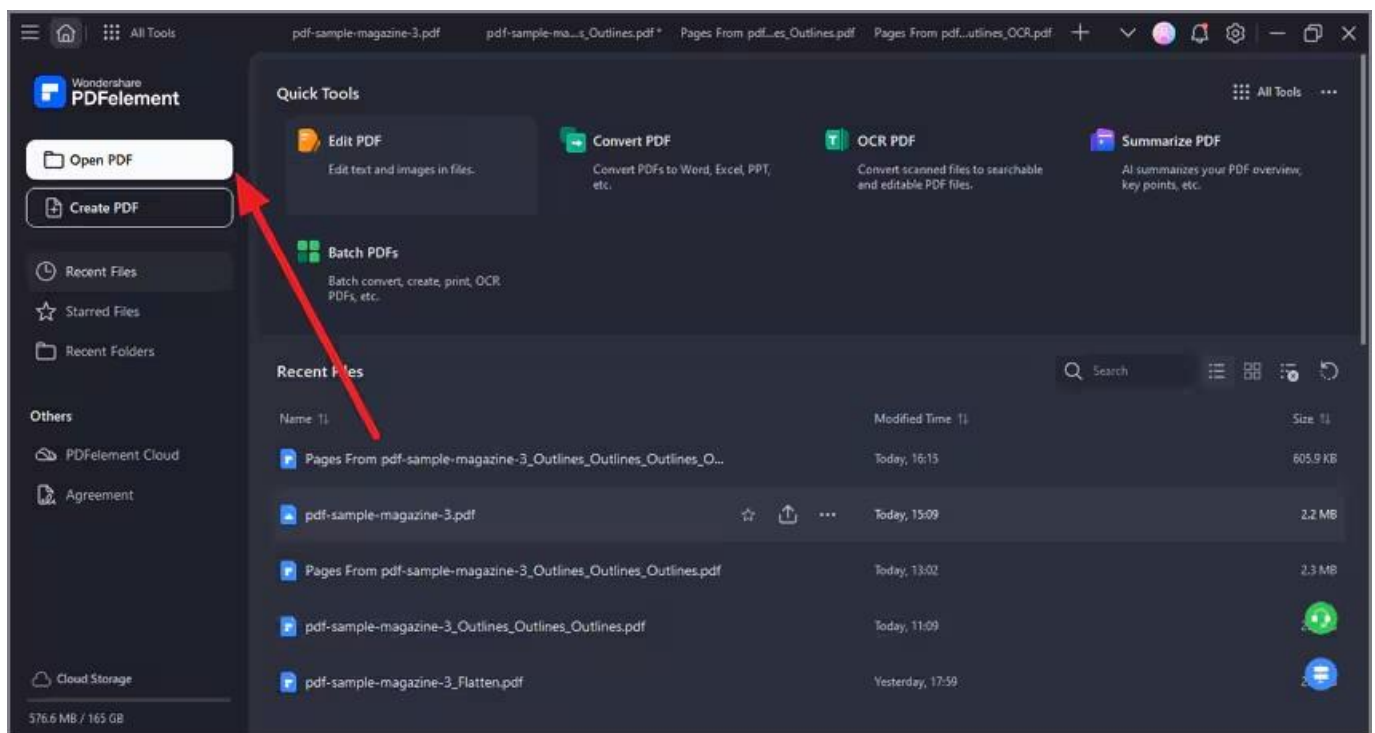 All Tools
pdf-sample-magazine-3.pdf
pdf-sample-ma...s_Outlines.pdf *
Pages From pdf...es_Outlines.pdf
Pages From pdf...utlines_OCR.pdf
Wondershare
PDFelement
Open PDF
Create PDF
Recent Files
Starred Files
Recent Folders
Others
PDFelement Cloud
Agreement
Cloud Storage
576.6 MB / 165 GB
Quick Tools
All Tools
Edit PDF
Edit text and images in files.
Convert PDF
Convert PDFs to Word, Excel, PPT,
etc.
OCR PDF
Convert scanned files to searchable
and editable PDF files.
Summarize PDF
AI summarizes your PDF overview,
key points, etc.
Batch PDFs
Batch convert, create, print, OCR
PDFs, etc.
Recent Files
Search
Name
Modified Time
Size
Pages From pdf-sample-magazine-3_Outlines_Outlines_Outlines_O...
Today, 16:15
605.9 KB
pdf-sample-magazine-3.pdf
Today, 15:09
2.2 MB
Pages From pdf-sample-magazine-3_Outlines_Outlines_Outlines.pdf
Today, 13:02
2.3 MB
pdf-sample-magazine-3_Outlines_Outlines_Outlines.pdf
Today, 11:09
pdf-sample-magazine-3_Flatten.pdf
Yesterday, 17:59